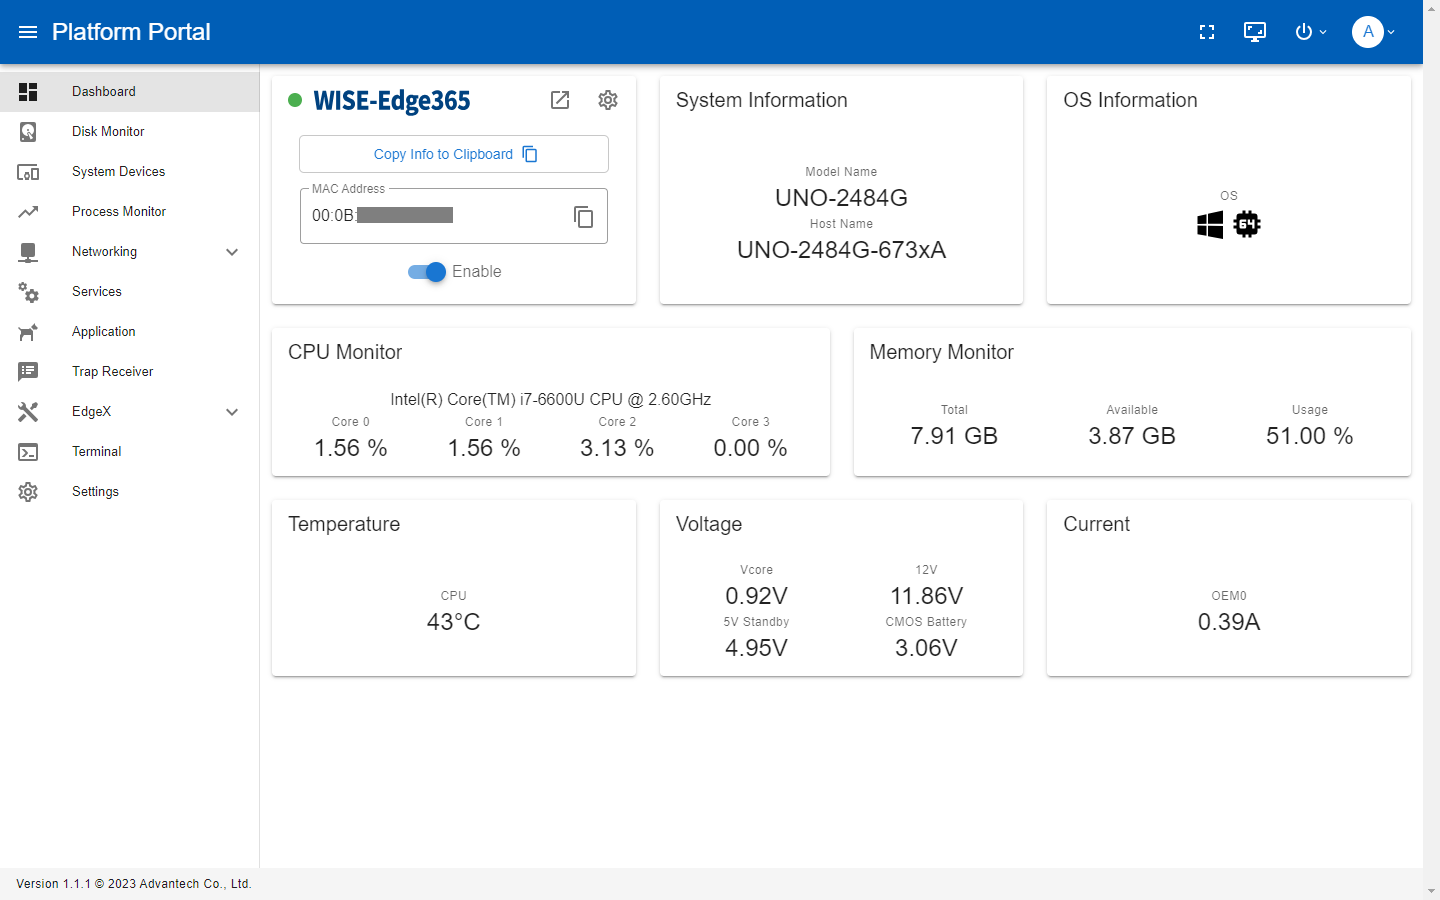 Platform Portal
A
Dashboard
Disk Monitor
System Devices
Process Monitor
Networking
Services
Application
Trap Receiver
EdgeX
Terminal
Settings
WISE-Edge365
Copy Info to Clipboard
MAC Address
00:0B:
Enable
System Information
Model Name
UNO-2484G
Host Name
UNO-2484G-673xA
OS Information
OS
64
CPU Monitor
Intel(R) Core(TM) i7-6600U CPU @ 2.60GHz
Core 0 Core 1 Core 2 Core 3
1.56 % 1.56 % 3.13 % 0.00 %
Memory Monitor
Total Available Usage
7.91 GB 3.87 GB 51.00 %
Temperature
CPU
43°C
Voltage
Vcore 12V
0.92V 11.86V
5V Standby CMOS Battery
4.95V 3.06V
Current
OEM0
0.39A
Version 1.1.1 © 2023 Advantech Co., Ltd.